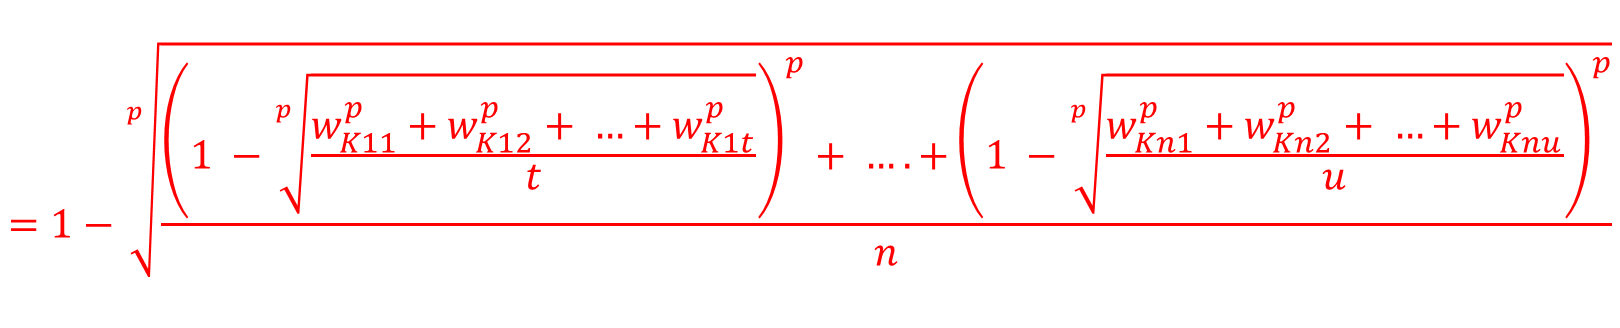 $= 1 - \sqrt[p]{\frac{\left(1 - \sqrt[p]{\frac{w_{K11}^{p} + w_{K12}^{p} + \ ... + w_{K1t}^{p}}{t}}\right)^{p} + \ .... + \left(1 - \sqrt[p]{\frac{w_{Kn1}^{p} + w_{Kn2}^{p} + \ ... + w_{Knu}^{p}}{u}}\right)^{p}}{n}}$